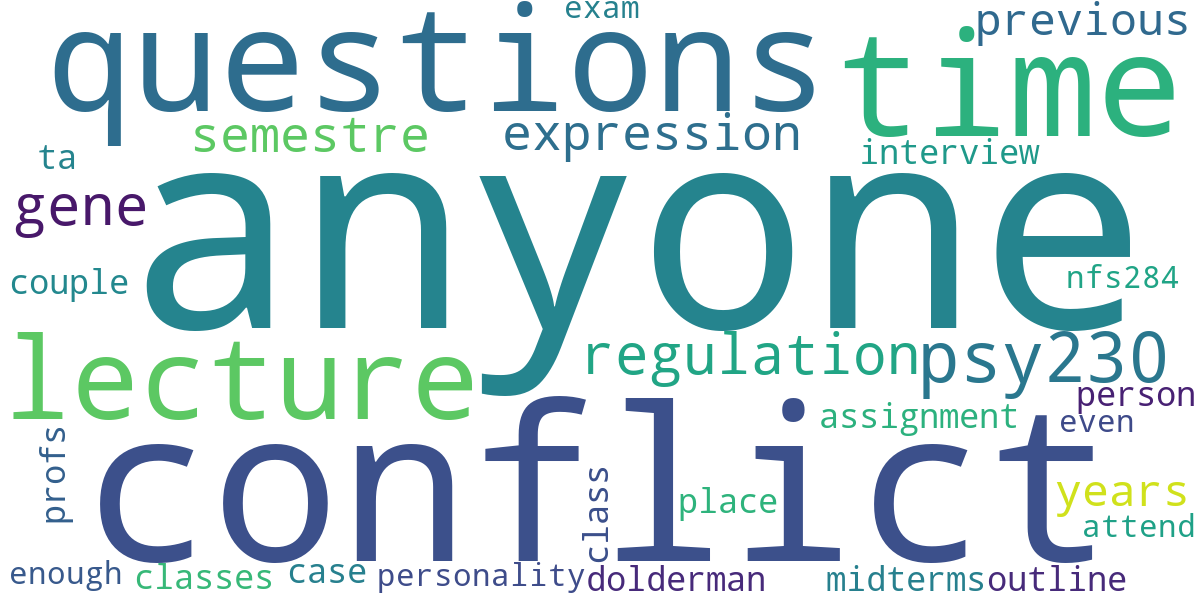 exam
previous
questions
time
semestre
expression
ta
interview
gene
anyone
couple
nfs284
lecture
regulation
psy230
person
assignment
even
conflict
profs
class
place
years
attend
enough
classes
case
personality
dolderman
midterms
outline